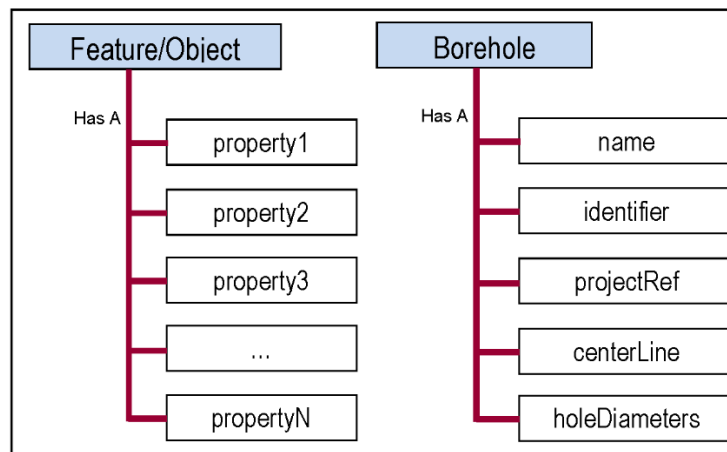 Feature/Object
Has A
property1
property2
property3
...
propertyN
Borehole
Has A
name
identifier
projectRef
centerLine
holeDiameters